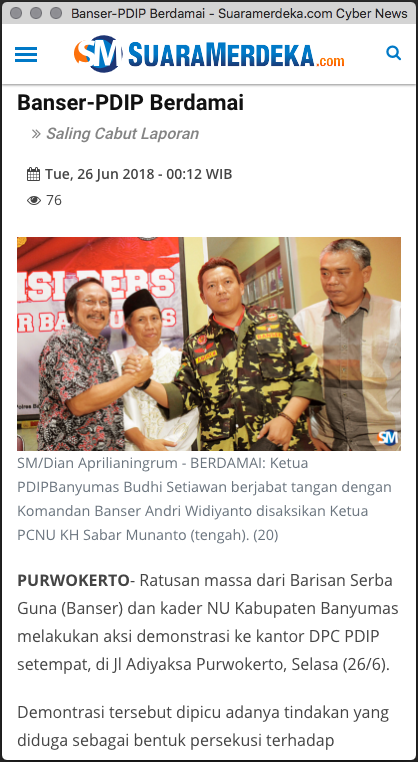 Banser-PDIP Berdamai - Suaramerdeka.com Cyber News
SM SUARAMERDEKA.com
Banser-PDIP Berdamai
» Saling Cabut Laporan
Tue, 26 Jun 2018 - 00:12 WIB
76
ISI PERS
R BANYUMAS
SM
SM/Dian Aprilianingrum - BERDAMAI: Ketua
PDIPBanyumas Budhi Setiawan berjabat tangan dengan
Komandan Banser Andri Widiyanto disaksikan Ketua
PCNU KH Sabar Munanto (tengah). (20)
PURWOKERTO- Ratusan massa dari Barisan Serba
Guna (Banser) dan kader NU Kabupaten Banyumas
melakukan aksi demonstrasi ke kantor DPC PDIP
setempat, di Jl Adiyaksa Purwokerto, Selasa (26/6).
Demontrasi tersebut dipicu adanya tindakan yang
diduga sebagai bentuk persekusi terhadap